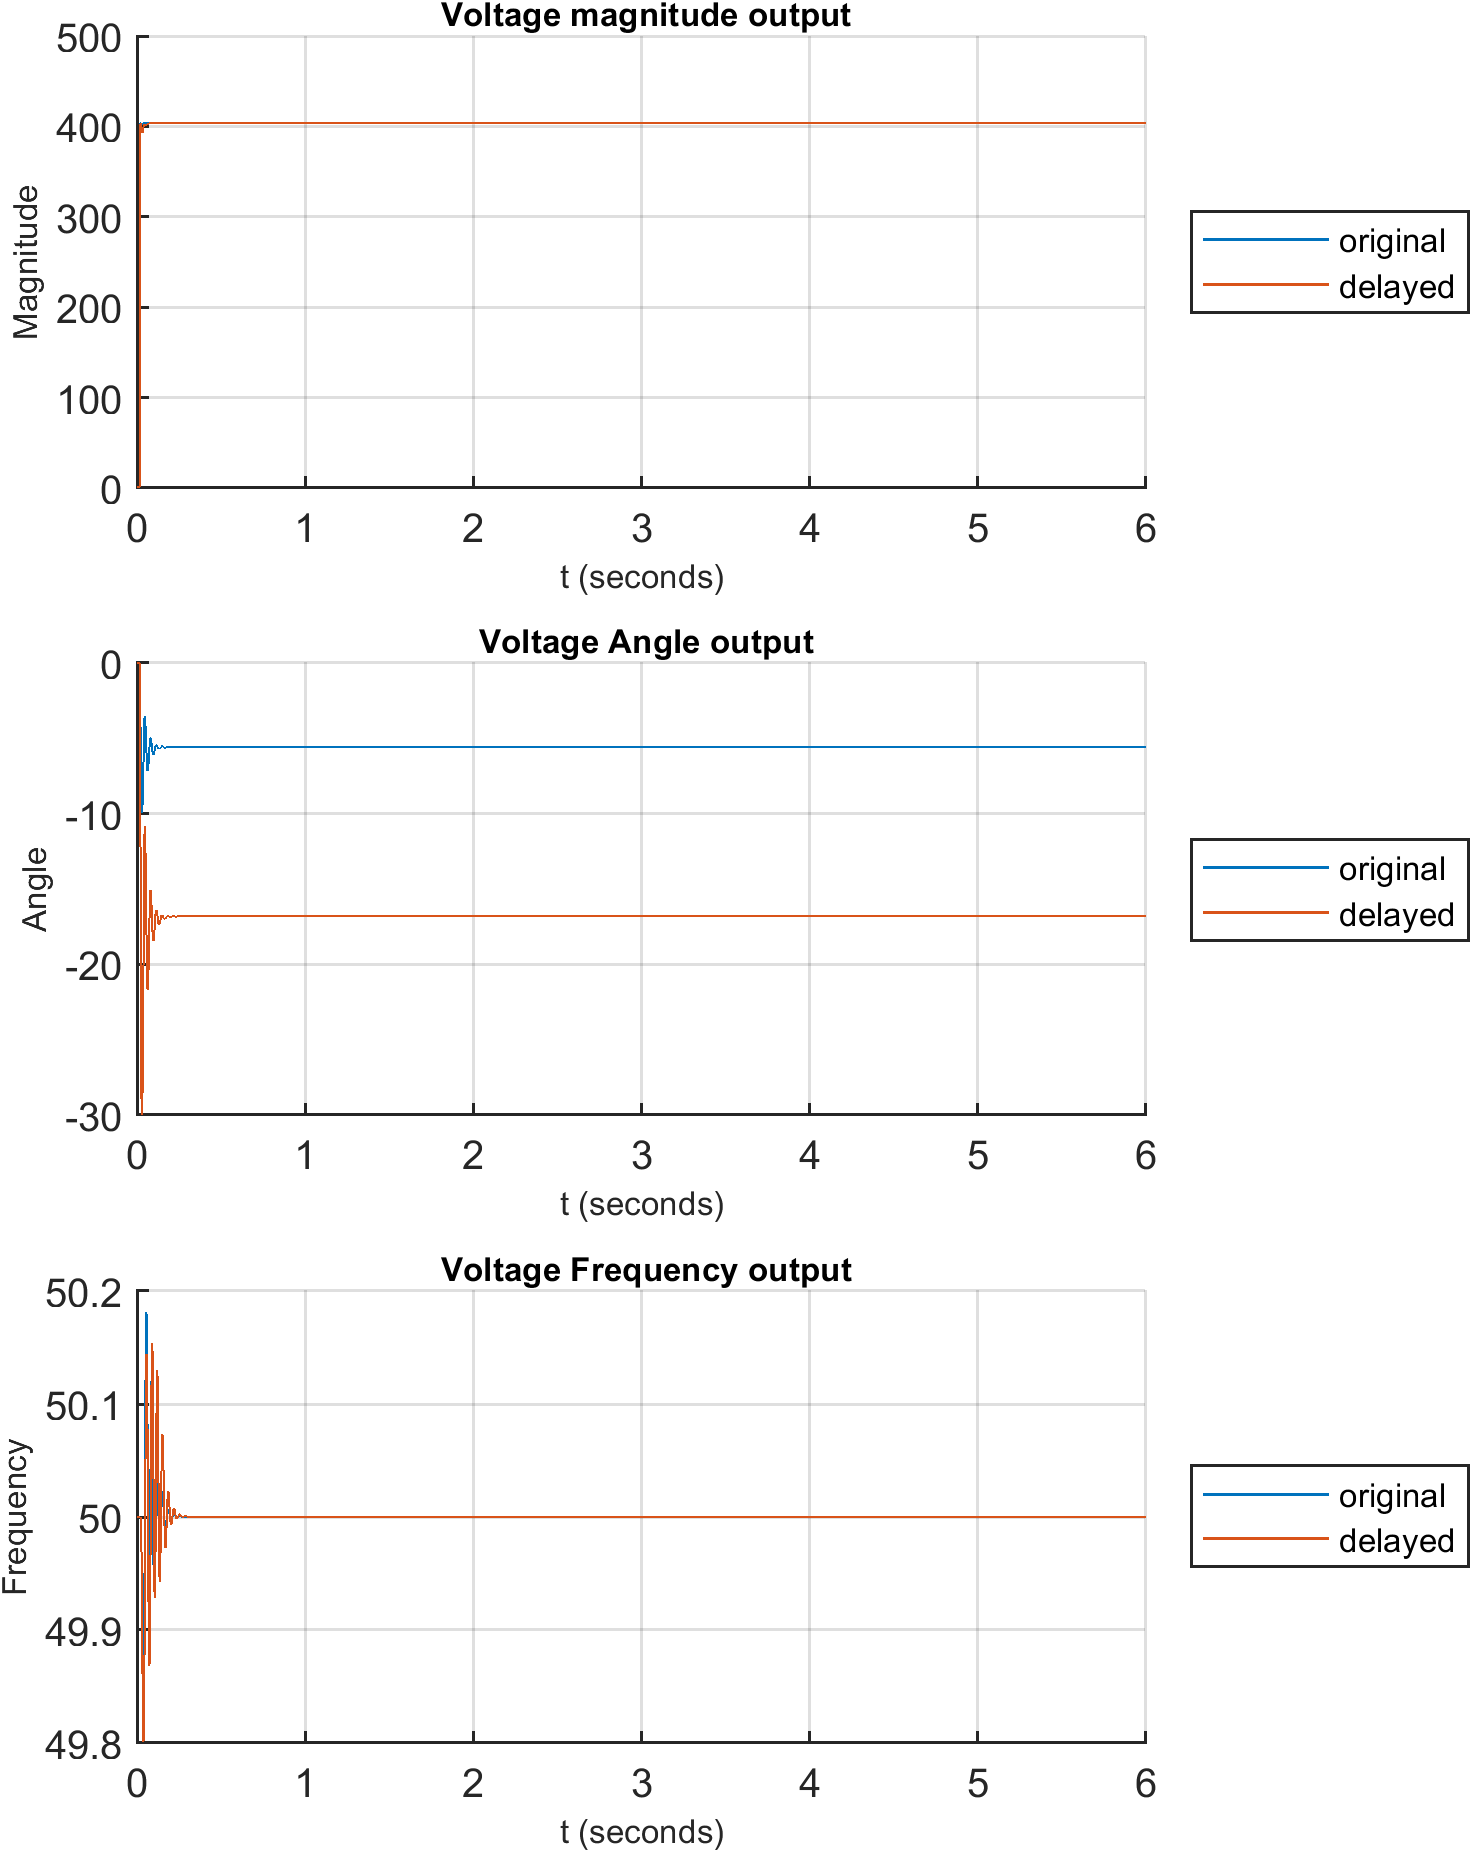 Voltage magnitude output
500
400
300
200
100
0
Magnitude
0 1 2 3 4 5 6
t (seconds)
original
delayed
Voltage Angle output
0
-10
-20
-30
Angle
0 1 2 3 4 5 6
t (seconds)
original
delayed
Voltage Frequency output
50.2
50.1
50
49.9
49.8
Frequency
0 1 2 3 4 5 6
t (seconds)
original
delayed